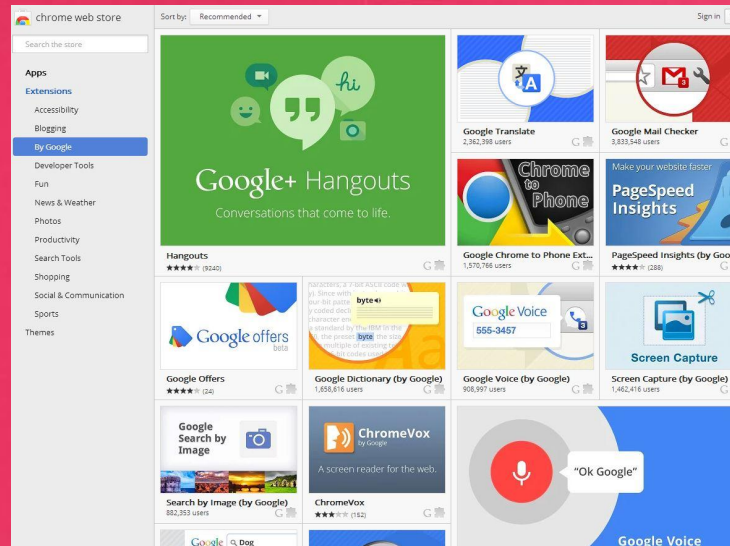 chrome web store
Sort by:
Recommended
Sign in
Search the store
Apps
Extensions
Accessibility
Blogging
By Google
Developer Tools
Fun
News & Weather
Photos
Productivity
Search Tools
Shopping
Social & Communication
Sports
Themes
hi
Google+ Hangouts
Conversations that come to life.
Hangouts
★★★★★ (9240)
文 A
Google Translate
2,362,398 users
3
Google Mail Checker
3,833,548 users
Chrome
to
Phone
Google Chrome to Phone Ext...
1,570,766 users
Make your website faster
PageSpeed
Insights
PageSpeed Insights (by Goo
★★★★★ (288)
Google offers
beta
Google Offers
★★★★★ (24)
byte
byte
Google Dictionary (by Google)
1,658,616 users
Google Voice
555-3457
3
Google Voice (by Google)
908,997 users
Screen Capture
Screen Capture (by Google)
1,462,416 users
Google
Search by
Image
Search by Image (by Google)
882,353 users
ChromeVox
by Google
A screen reader for the web.
ChromeVox
★★★★★ (152)
"Ok Google"
Google Voice
Google
Dog